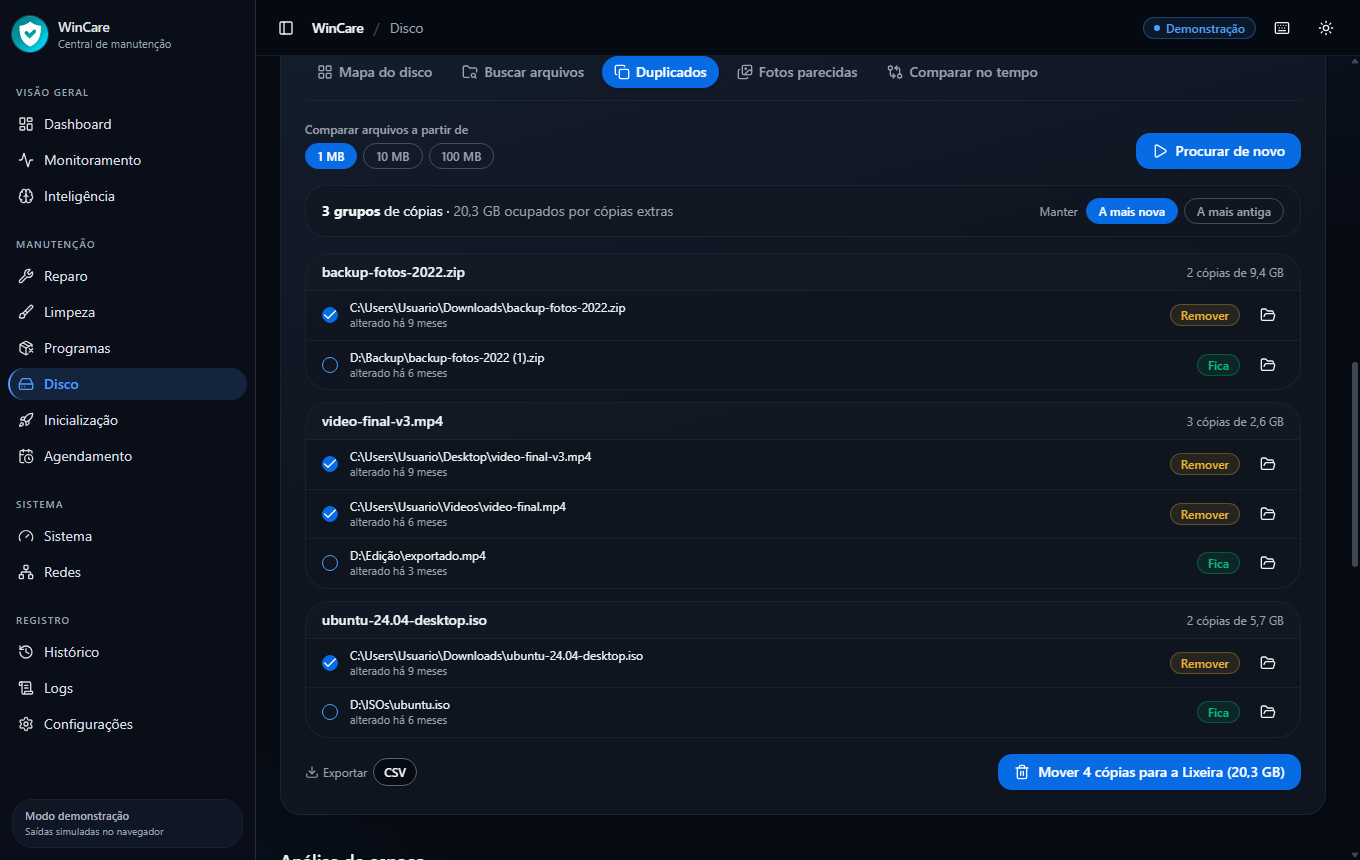 WinCare
Central de manutenção
VISÃO GERAL
Dashboard
Monitoramento
Inteligência
MANUTENÇÃO
Reparo
Limpeza
Programas
Disco
Inicialização
Agendamento
SISTEMA
Sistema
Redes
REGISTRO
Histórico
Logs
Configurações
Modo demonstração
Saídas simuladas no navegador
WinCare / Disco
Demonstração
Mapa do disco
Buscar arquivos
Duplicados
Fotos parecidas
Comparar no tempo
Comparar arquivos a partir de
1 MB
10 MB
100 MB
Procurar de novo
3 grupos de cópias · 20,3 GB ocupados por cópias extras
Manter
A mais nova
A mais antiga
backup-fotos-2022.zip
2 cópias de 9,4 GB
C:\Users\Usuario\Downloads\backup-fotos-2022.zip
alterado há 9 meses
Remover
D:\Backup\backup-fotos-2022 (1).zip
alterado há 6 meses
Fica
video-final-v3.mp4
3 cópias de 2,6 GB
C:\Users\Usuario\Desktop\video-final-v3.mp4
alterado há 9 meses
Remover
C:\Users\Usuario\Videos\video-final.mp4
alterado há 6 meses
Remover
D:\Edição\exportado.mp4
alterado há 3 meses
Fica
ubuntu-24.04-desktop.iso
2 cópias de 5,7 GB
C:\Users\Usuario\Downloads\ubuntu-24.04-desktop.iso
alterado há 9 meses
Remover
D:\ISOs\ubuntu.iso
alterado há 6 meses
Fica
Exportar
CSV
Mover 4 cópias para a Lixeira (20,3 GB)
Análise de espaço